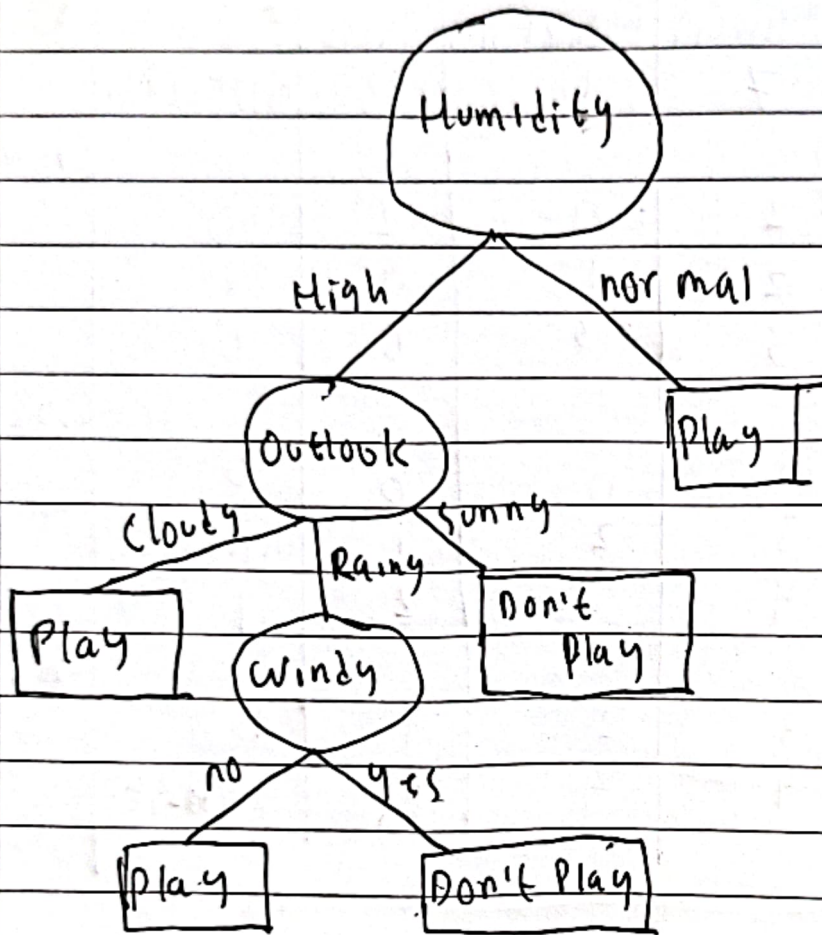 Humidity
High
normal
Outlook
Play
Cloudy
Rainy
Sunny
Play
Windy
Don't
Play
no
yes
Play
Don't Play